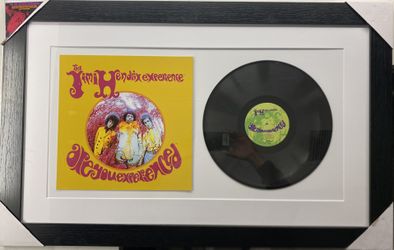 The
Jimi Hendrix experience
are you experienced